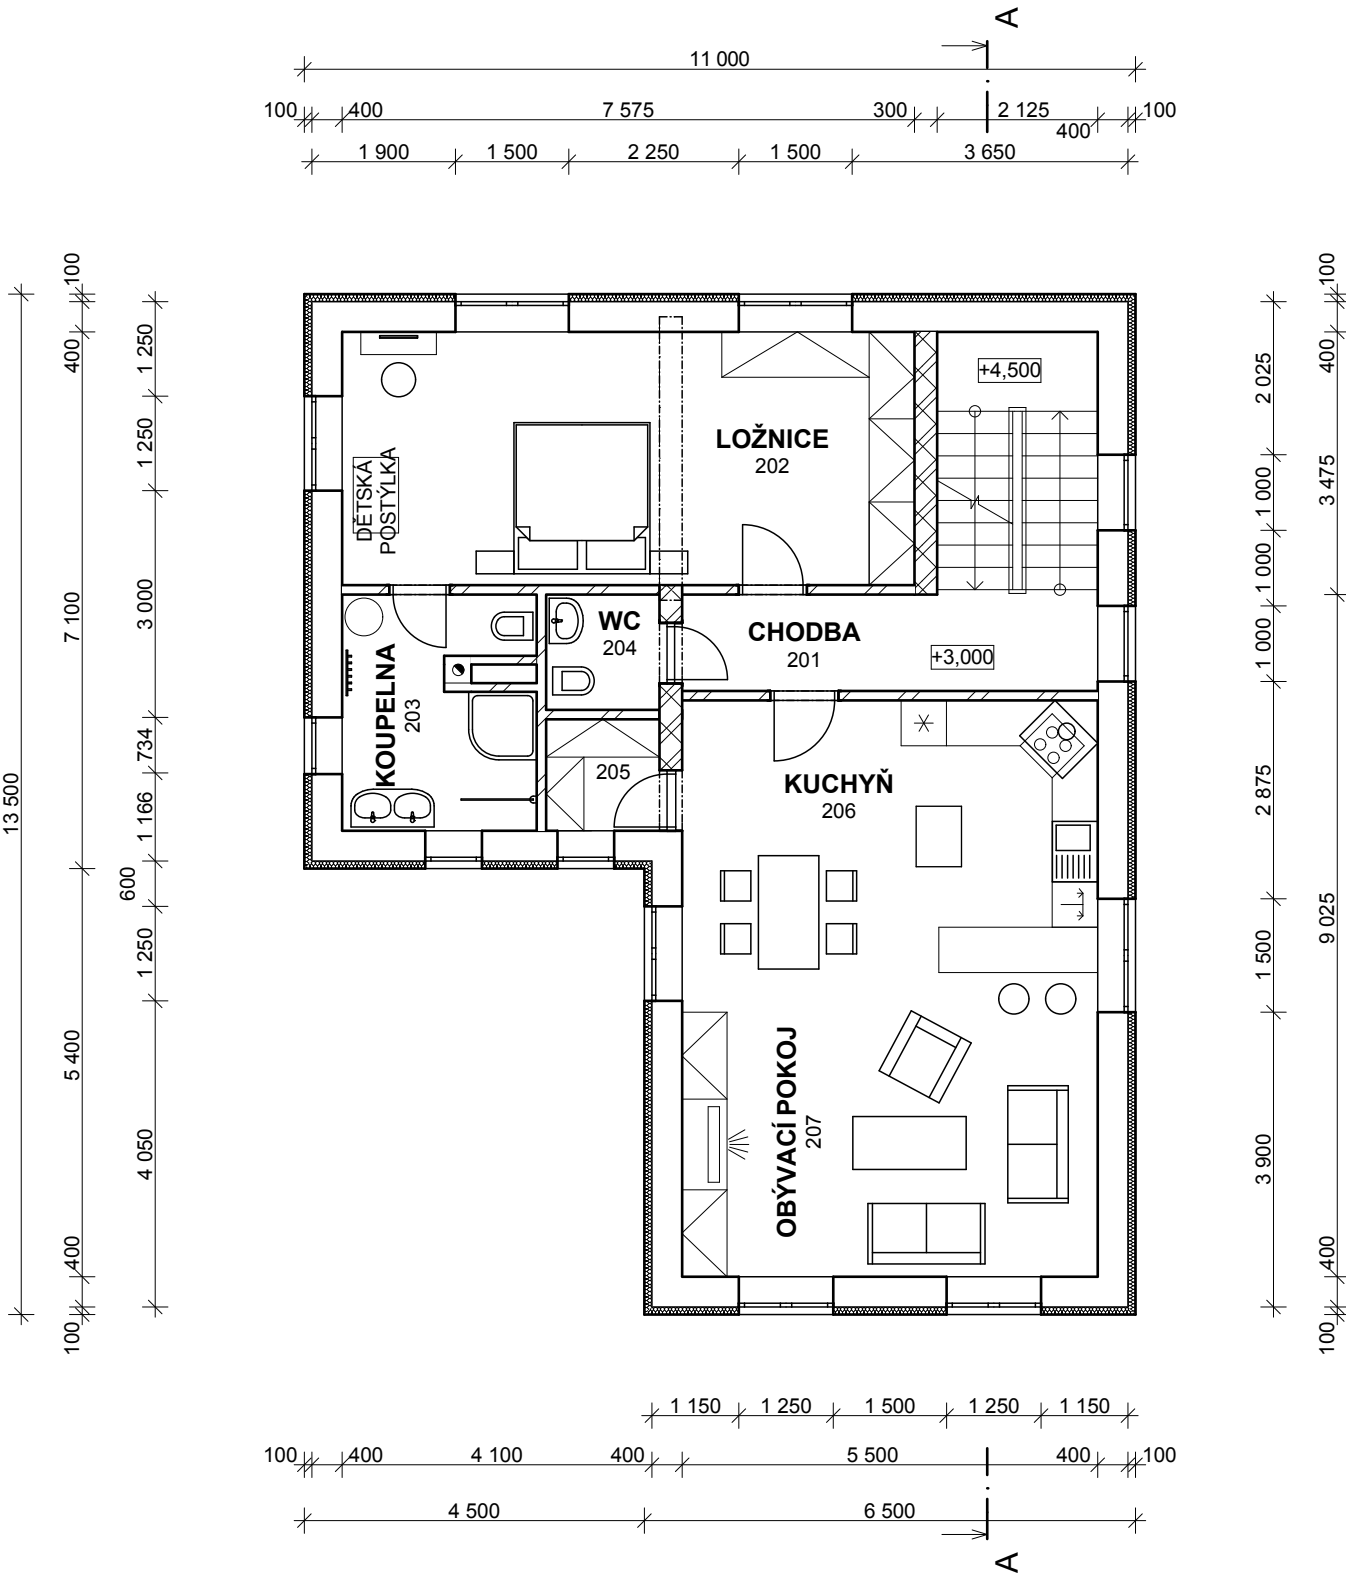 A
11 000
100 400 7 575 300 2 125 400 100
1 900 1 500 2 250 1 500 3 650
13 500
100
400
7 100
5 400
400
100
1 250
1 250
3 000
734
1 166
600
1 250
4 050
+4,500
LOŽNICE
202
DĚTSKÁ
POSTÝLKA
WC
204
CHODBA
201
+3,000
KOUPELNA
203
205
KUCHYŇ
206
OBÝVACÍ POKOJ
207
2 025
1 000
1 000
1 000
2 875
1 500
3 900
100
400
3 475
9 025
400
100
1 150 1 250 1 500 1 250 1 150
100 400 4 100 400 5 500 400 100
4 500 6 500
A